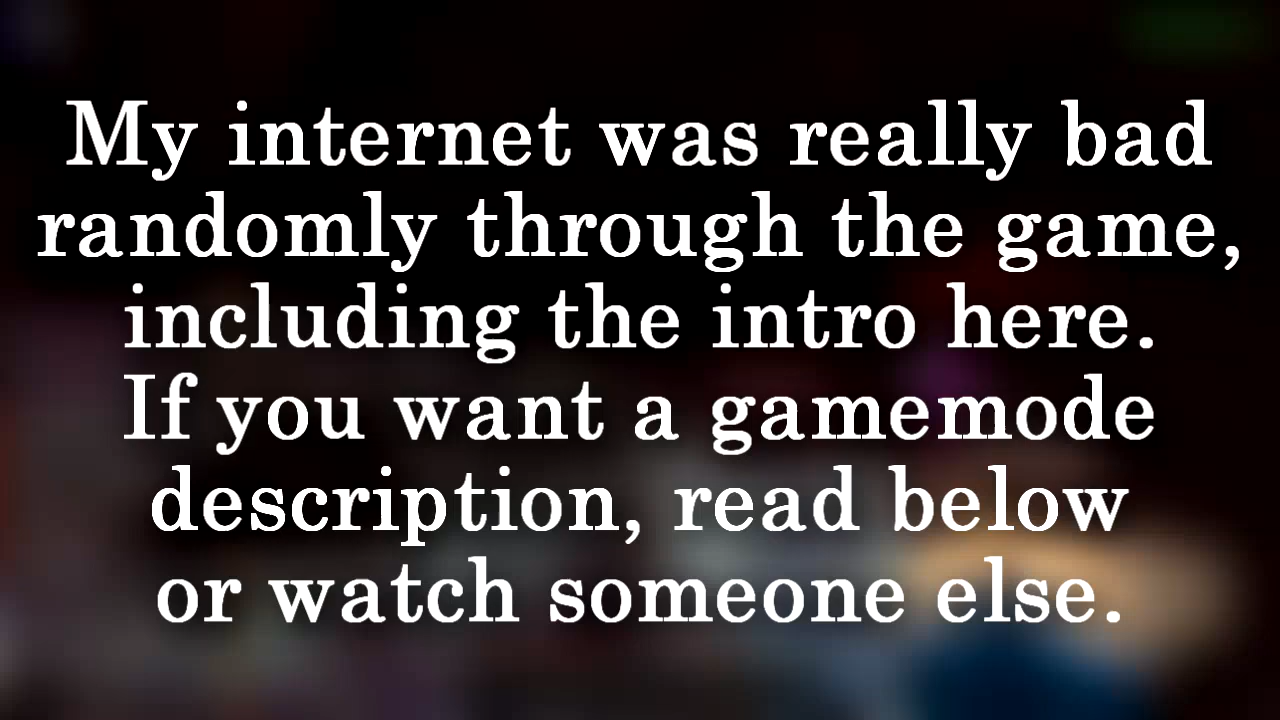 My internet was really bad
randomly through the game,
including the intro here.
If you want a gamemode
description, read below
or watch someone else.